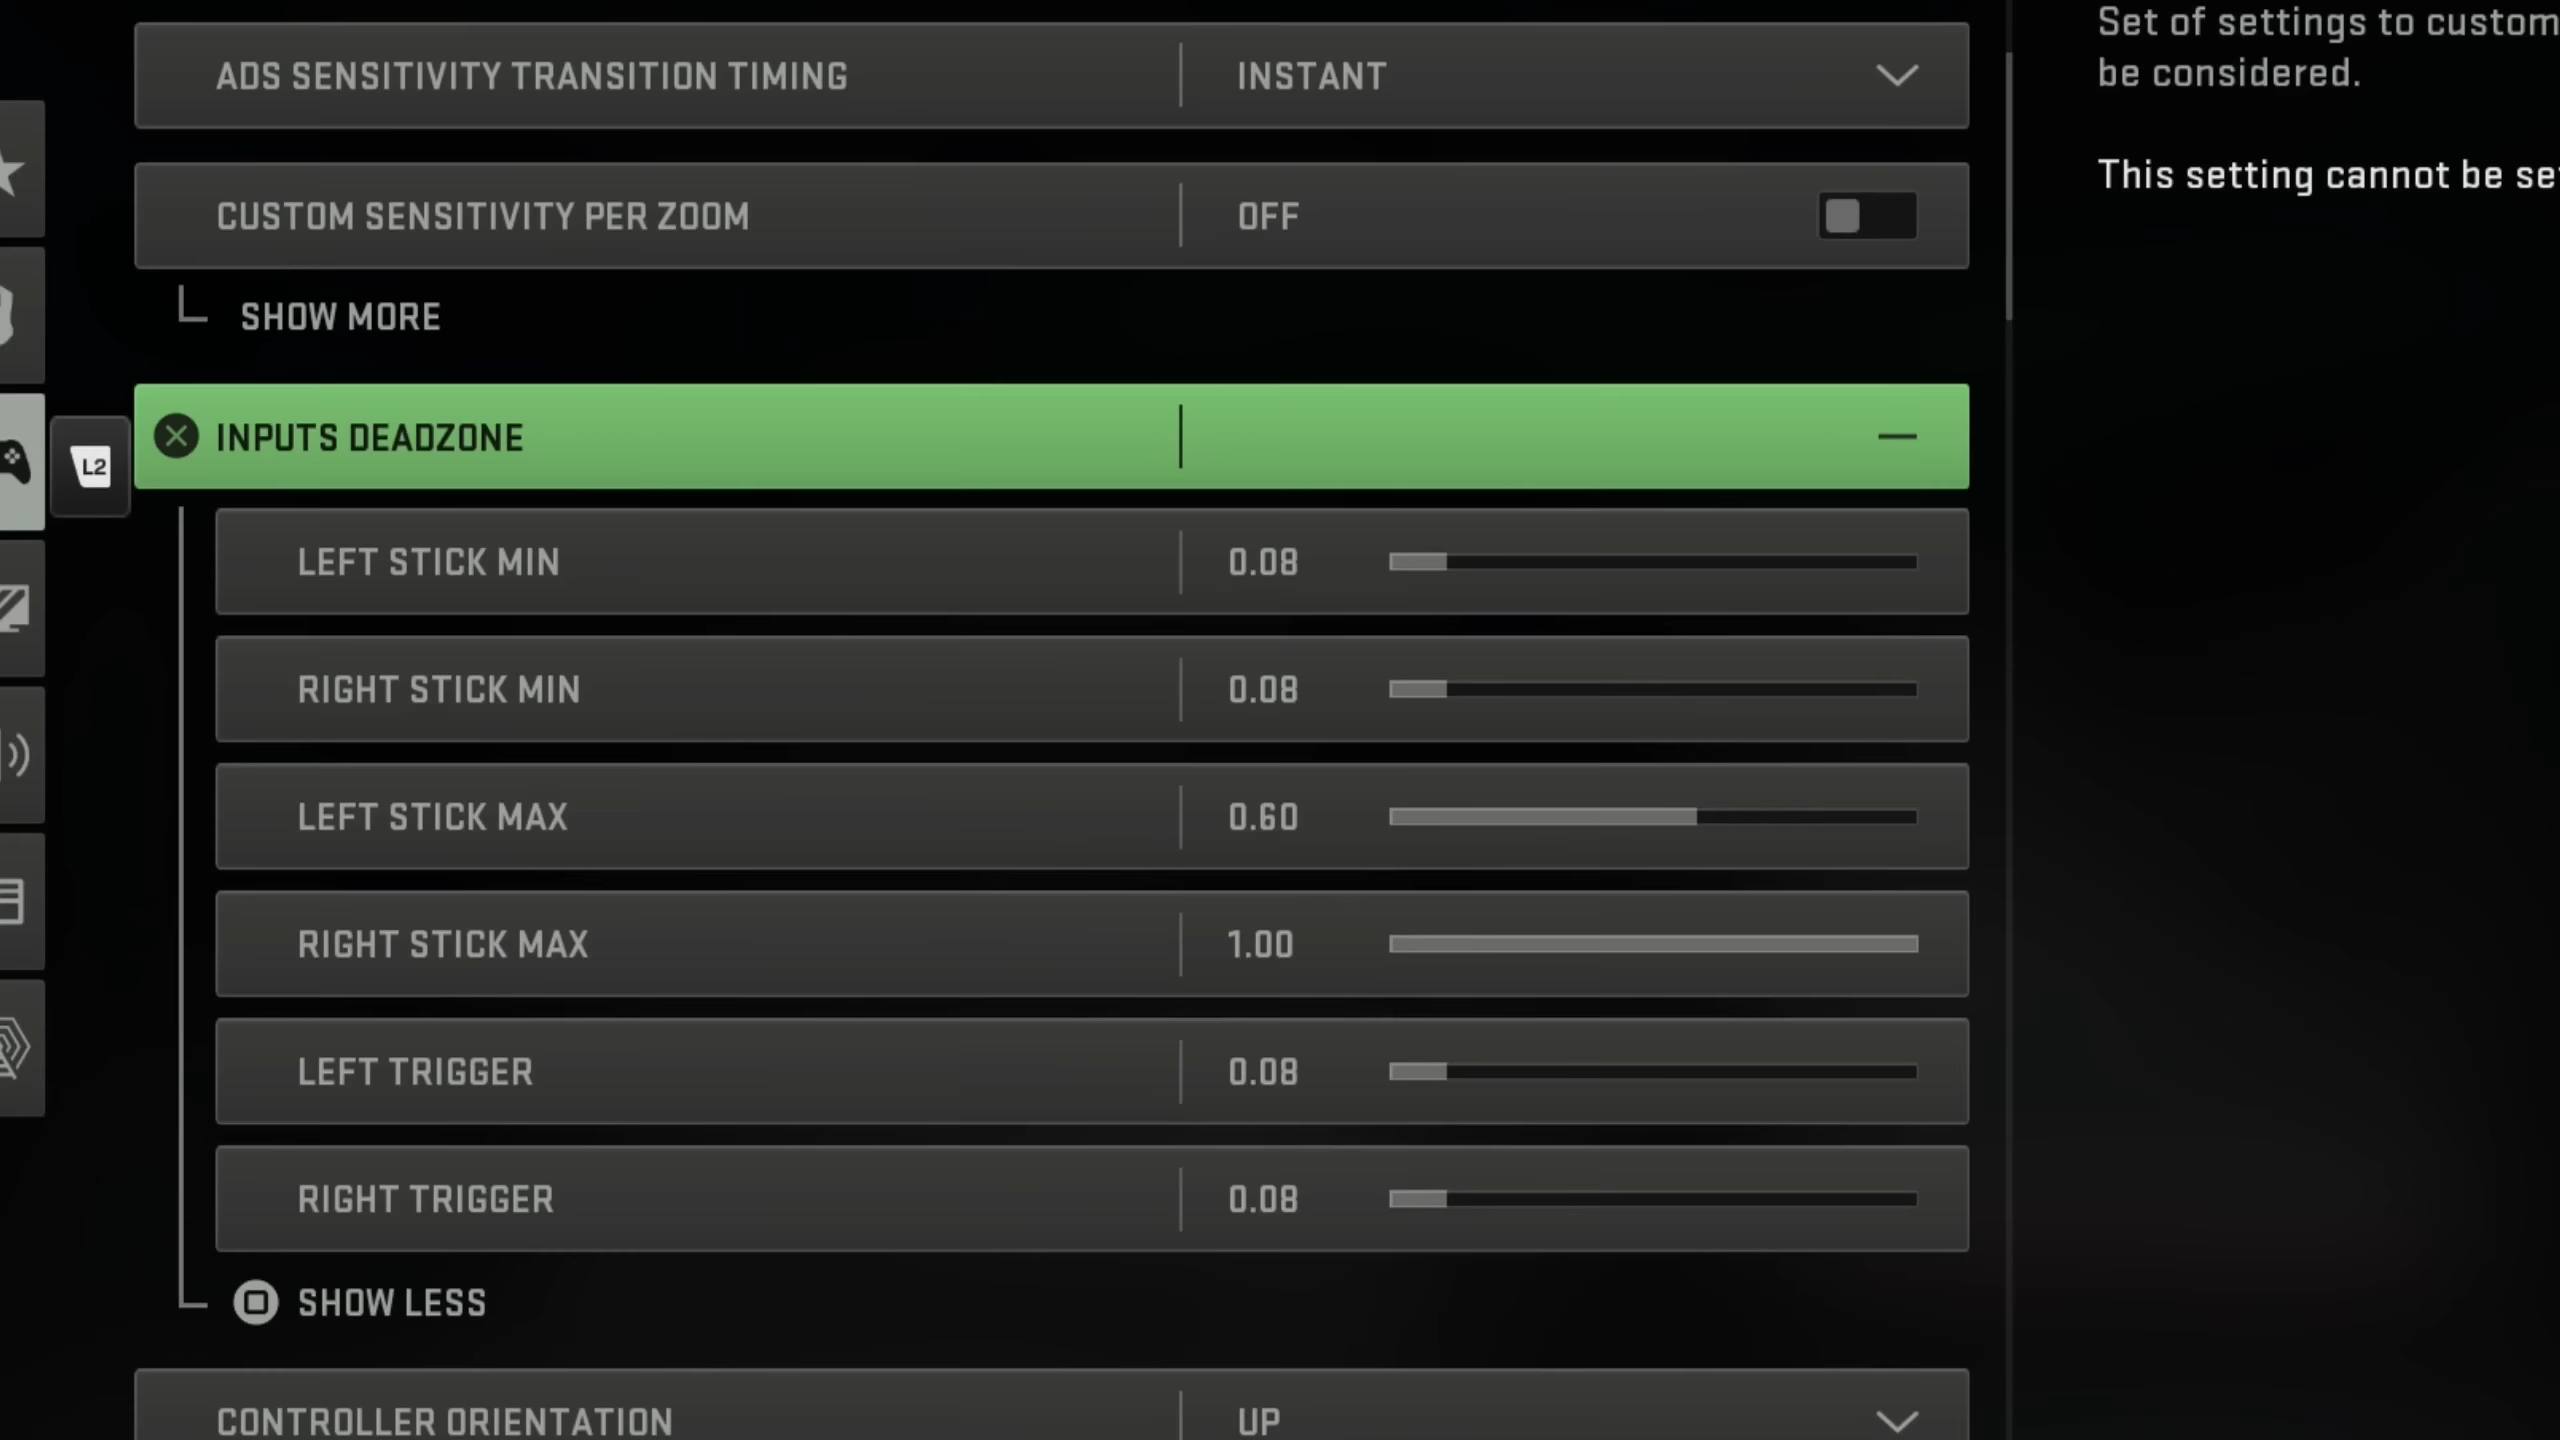 Set of settings to custom
be considered.
This setting cannot be se
ADS SENSITIVITY TRANSITION TIMING
INSTANT
CUSTOM SENSITIVITY PER ZOOM
OFF
SHOW MORE
L2
INPUTS DEADZONE
LEFT STICK MIN
0.08
RIGHT STICK MIN
0.08
LEFT STICK MAX
0.60
RIGHT STICK MAX
1.00
LEFT TRIGGER
0.08
RIGHT TRIGGER
0.08
SHOW LESS
CONTROLLER ORIENTATION
UP